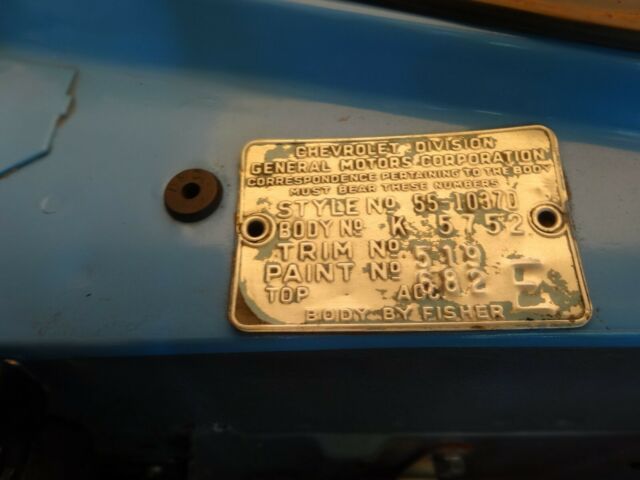 CHEVROLET DIVISION
GENERAL MOTORS CORPORATION
CORRESPONDENCE PERTAINING TO THE BODY
MUST BEAR THESE NUMBERS
STYLE No 55-1037D
BODY No K 5752
TRIM No 519
PAINT No 682 E
TOP ACC
BODY BY FISHER